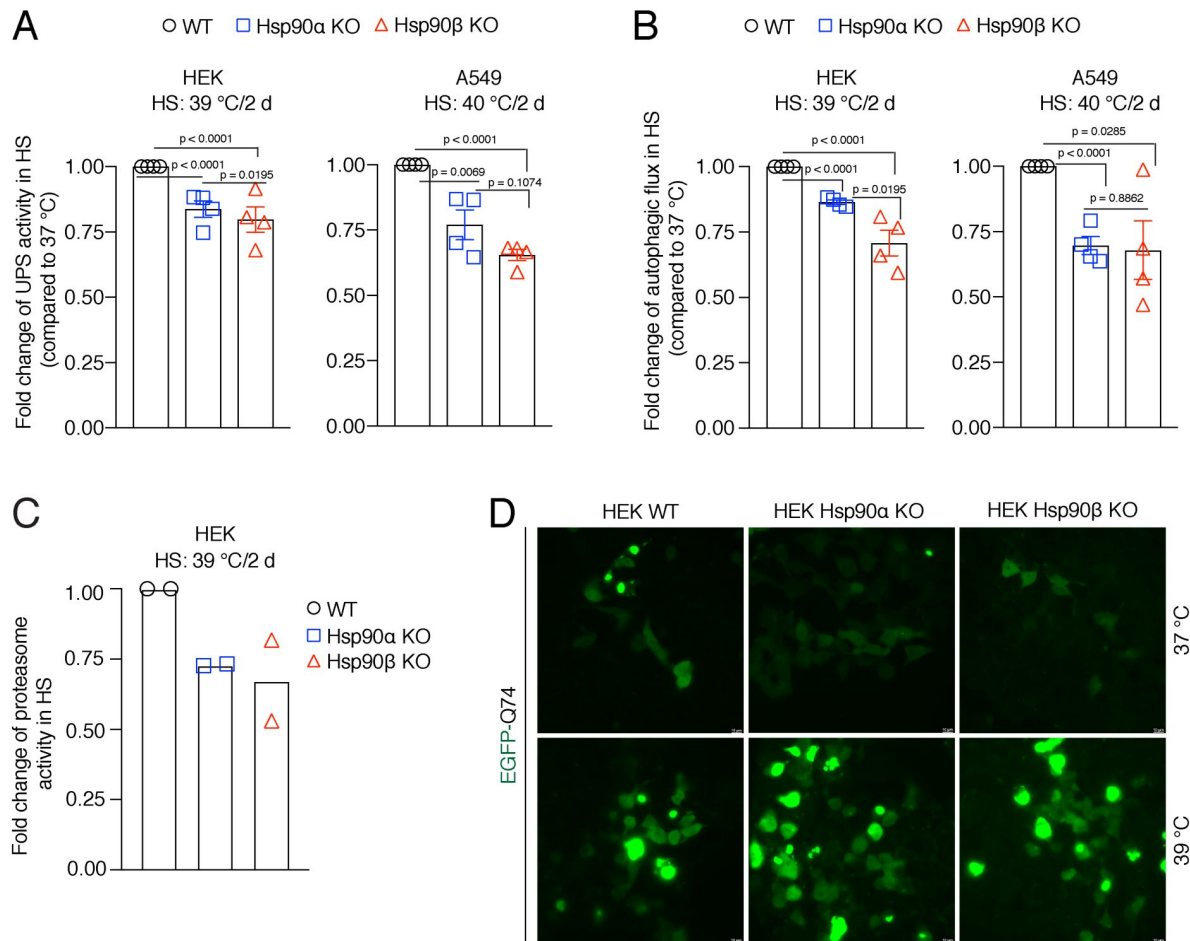 A
WT Hsp90α KO Hsp90β KO
HEK
HS: 39 °C/2 d
A549
HS: 40 °C/2 d
Fold change of UPS activity in HS
(compared to 37 °C)
p < 0.0001
p < 0.0001
p = 0.0195
1.00
0.75
0.50
0.25
0.00
p < 0.0001
p = 0.0069
p = 0.1074
1.00
0.75
0.50
0.25
0.00
B
WT Hsp90α KO Hsp90β KO
HEK
HS: 39 °C/2 d
A549
HS: 40 °C/2 d
Fold change of autophagic flux in HS
(compared to 37 °C)
p < 0.0001
p < 0.0001
p = 0.0195
1.00
0.75
0.50
0.25
0.00
p = 0.0285
p < 0.0001
p = 0.8862
1.00
0.75
0.50
0.25
0.00
C
HEK
HS: 39 °C/2 d
Fold change of proteasome
activity in HS
1.00
0.75
0.50
0.25
0.00
WT
Hsp90α KO
Hsp90β KO
D
HEK WT HEK Hsp90α KO HEK Hsp90β KO
EGFP-Q74
37 °C
39 °C